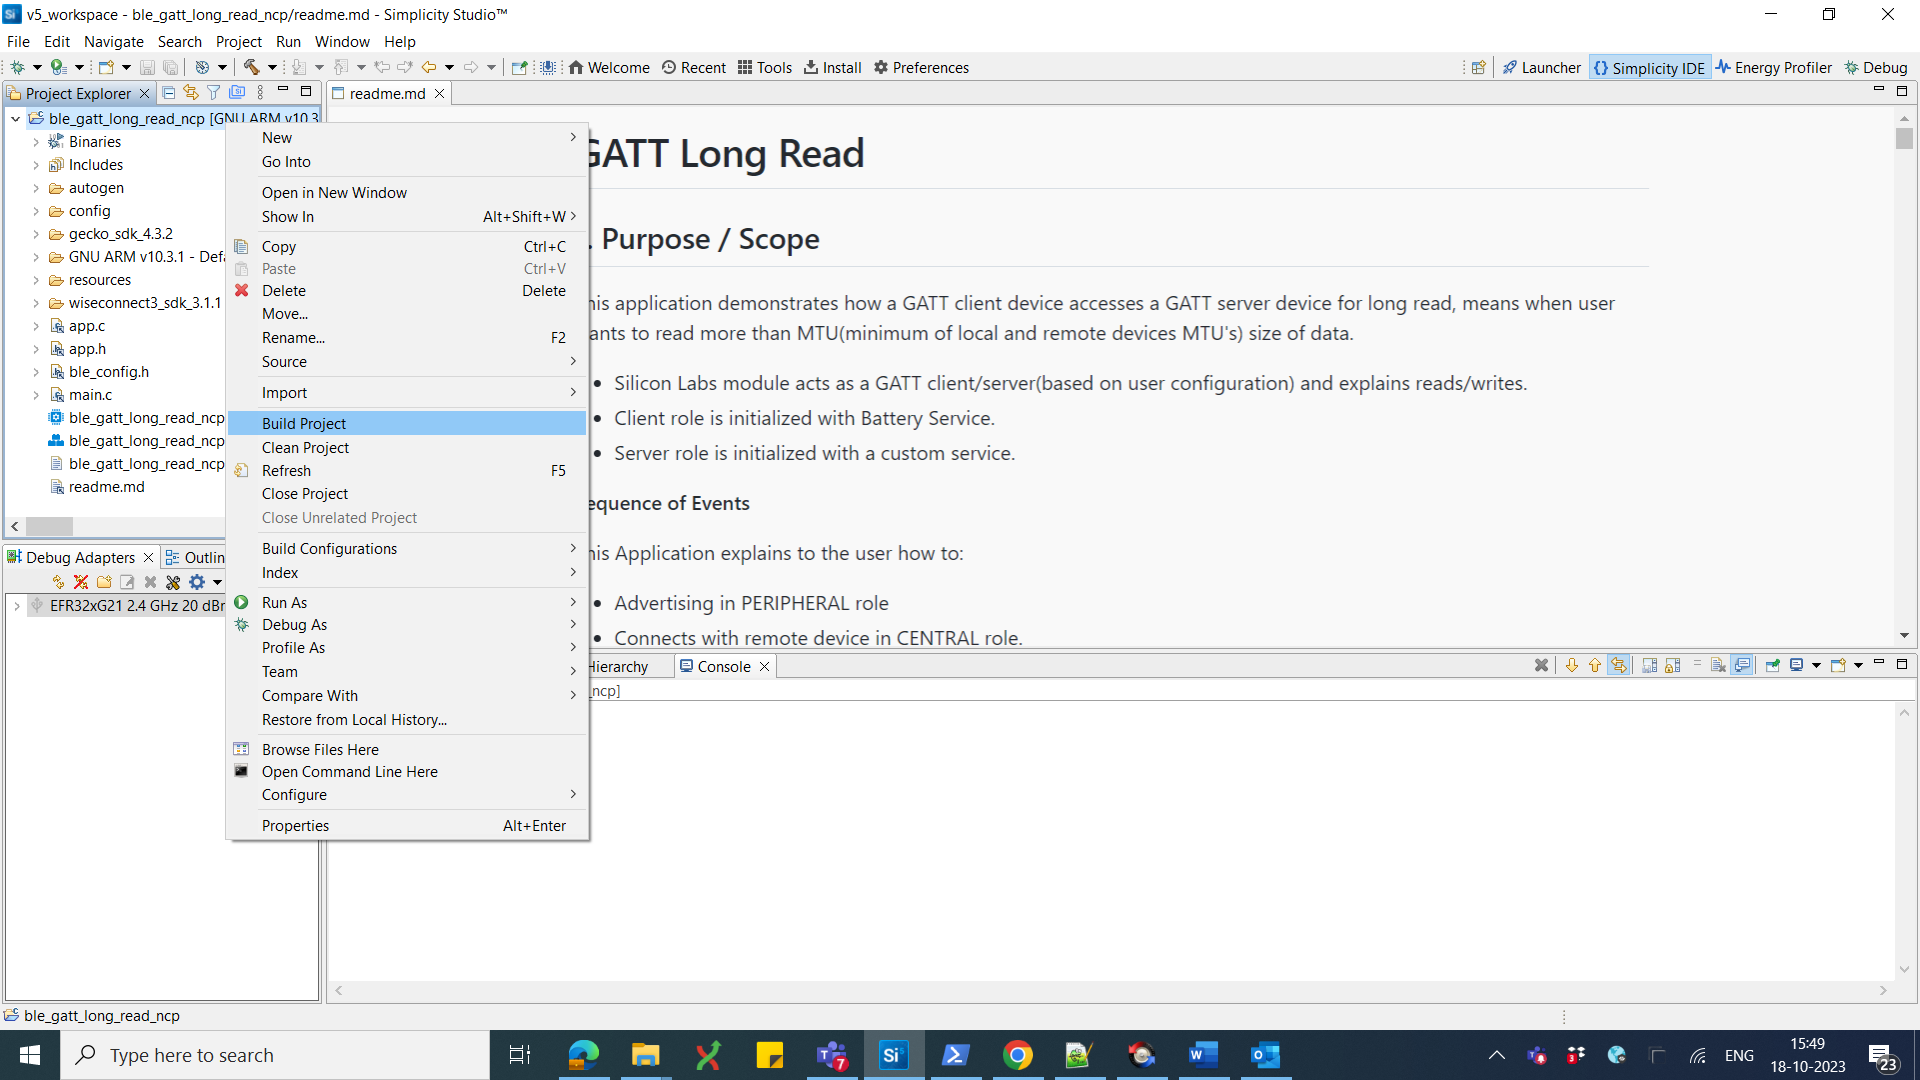 v5_workspace - ble_gatt_long_read_ncp/readme.md - Simplicity Studio™
File Edit Navigate Search Project Run Window Help
Welcome Recent Tools Install Preferences
Launcher Simplicity IDE Energy Profiler Debug
Project Explorer
readme.md
ble_gatt_long_read_ncp [GNU ARM v10.3
Binaries
Includes
autogen
config
gecko_sdk_4.3.2
GNU ARM v10.3.1 - Defa
resources
wiseconnect3_sdk_3.1.1
app.c
app.h
ble_config.h
main.c
ble_gatt_long_read_ncp
ble_gatt_long_read_ncp
ble_gatt_long_read_ncp
readme.md
Debug Adapters
Outlin
EFR32xG21 2.4 GHz 20 dBr
New
Go Into
Open in New Window
Show In Alt+Shift+W
Copy Ctrl+C
Paste Ctrl+V
Delete Delete
Move...
Rename... F2
Source
Import
Build Project
Clean Project
Refresh F5
Close Project
Close Unrelated Project
Build Configurations
Index
Run As
Debug As
Profile As
Team
Compare With
Restore from Local History...
Browse Files Here
Open Command Line Here
Configure
Properties Alt+Enter
GATT Long Read
. Purpose / Scope
his application demonstrates how a GATT client device accesses a GATT server device for long read, means when user
ants to read more than MTU(minimum of local and remote devices MTU's) size of data.
• Silicon Labs module acts as a GATT client/server(based on user configuration) and explains reads/writes.
• Client role is initialized with Battery Service.
• Server role is initialized with a custom service.
equence of Events
his Application explains to the user how to:
• Advertising in PERIPHERAL role
• Connects with remote device in CENTRAL role.
Hierarchy
Console
_ncp]
ble_gatt_long_read_ncp
Type here to search
7
3
ENG
15:49
18-10-2023
23